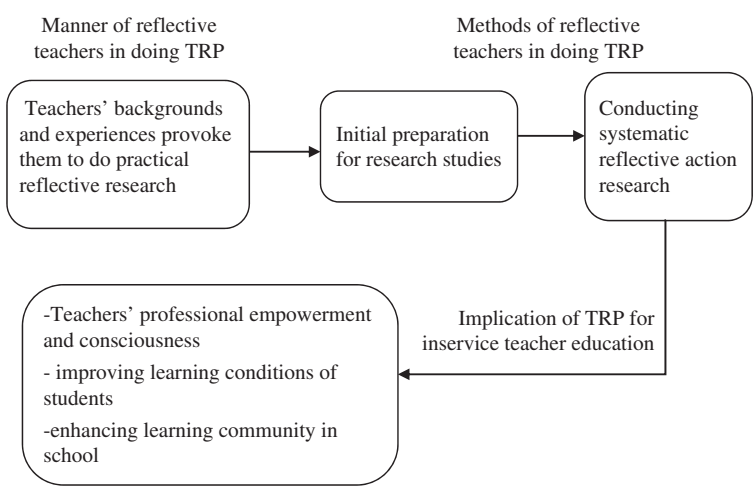 Manner of reflective
teachers in doing TRP
Methods of reflective
teachers in doing TRP
Teachers’ backgrounds
and experiences provoke
them to do practical
reflective research
Initial preparation
for research studies
Conducting
systematic
reflective action
research
Implication of TRP for
inservice teacher education
-Teachers’ professional empowerment
and consciousness
- improving learning conditions of
students
-enhancing learning community in
school